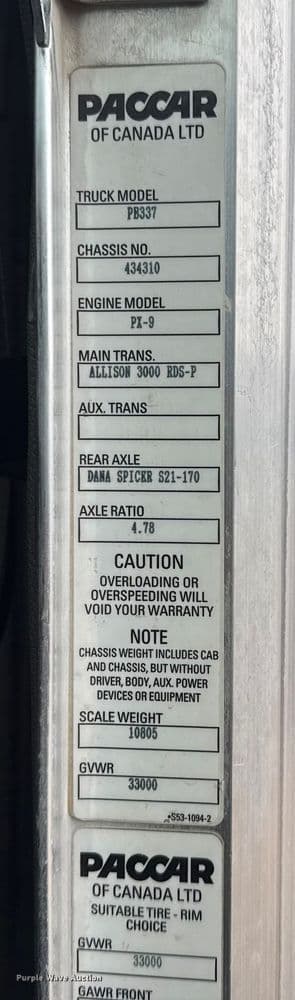 PACCAR
OF CANADA LTD
TRUCK MODEL
PB337
CHASSIS NO.
434310
ENGINE MODEL
PX-9
MAIN TRANS.
ALLISON 3000 RDS-P
AUX. TRANS
REAR AXLE
DANA SPICER S21-170
AXLE RATIO
4.78
CAUTION
OVERLOADING OR
OVERSPEEDING WILL
VOID YOUR WARRANTY
NOTE
CHASSIS WEIGHT INCLUDES CAB
AND CHASSIS, BUT WITHOUT
DRIVER, BODY, AUX. POWER
DEVICES OR EQUIPMENT
SCALE WEIGHT
10805
GVWR
33000
S53-1094-2
PACCAR
OF CANADA LTD
SUITABLE TIRE - RIM
CHOICE
GVWR
33000
Purple Wave Auction
GAWR FRONT